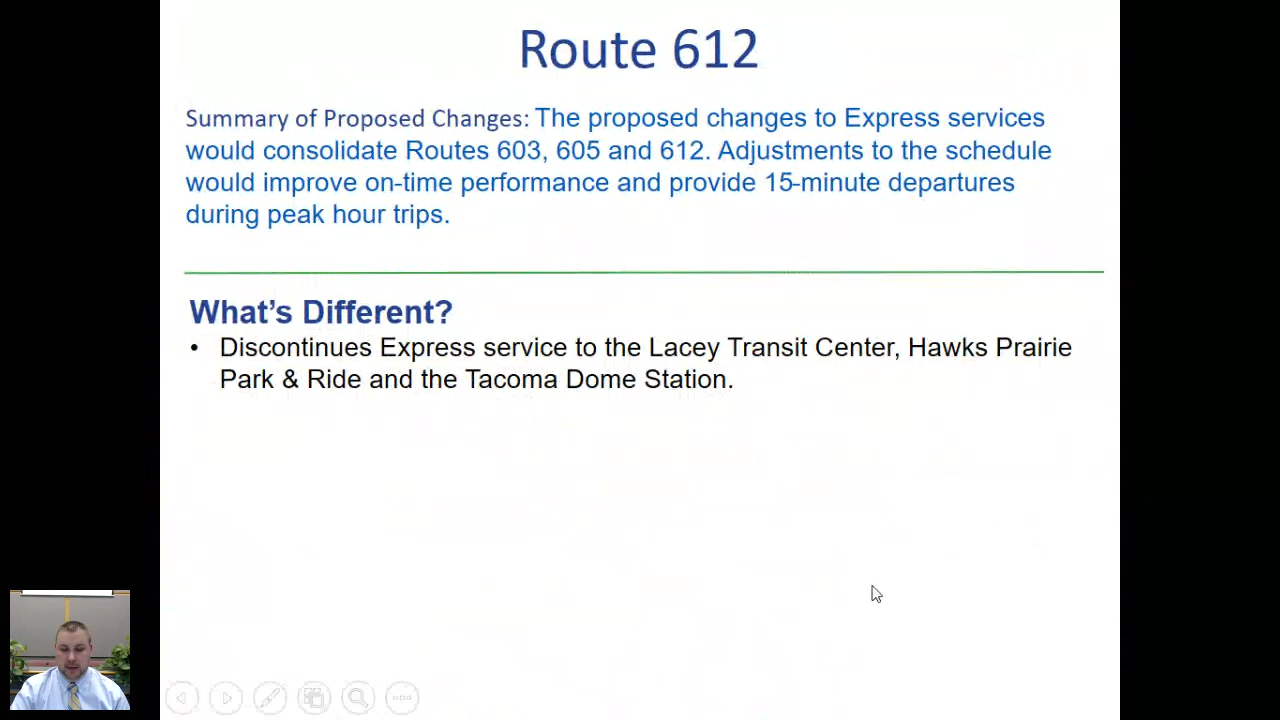 Route 612
Summary of Proposed Changes: The proposed changes to Express services
would consolidate Routes 603, 605 and 612. Adjustments to the schedule
would improve on-time performance and provide 15-minute departures
during peak hour trips.
What's Different?
• Discontinues Express service to the Lacey Transit Center, Hawks Prairie
Park & Ride and the Tacoma Dome Station.